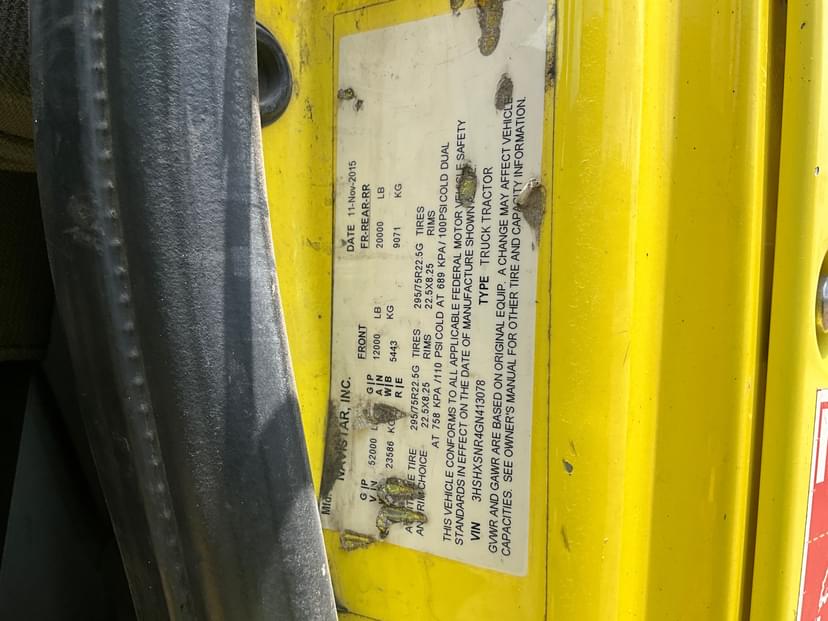 NAVISTAR, INC. DATE 11-Nov-2015
G|P G|P FRONT FR-REAR-RR
52000 A|N 12000 LB 20000 LB
23586 KG W|B 5443 KG 9071 KG
R|E
TIRE 295/75R22.5G TIRES 295/75R22.5G TIRES
CHOICE 22.5X8.25 RIMS 22.5X8.25 RIMS
AT 758 KPA /110 PSI COLD AT 689 KPA / 100PSI COLD DUAL
THIS VEHICLE CONFORMS TO ALL APPLICABLE FEDERAL MOTOR VEHICLE SAFETY
STANDARDS IN EFFECT ON THE DATE OF MANUFACTURE SHOWN
VIN 3HSHXSNR4GN413078 TYPE TRUCK TRACTOR
GVWR AND GAWR ARE BASED ON ORIGINAL EQUIP. A CHANGE MAY AFFECT VEHICLE
CAPACITIES. SEE OWNER'S MANUAL FOR OTHER TIRE AND CAPACITY INFORMATION.